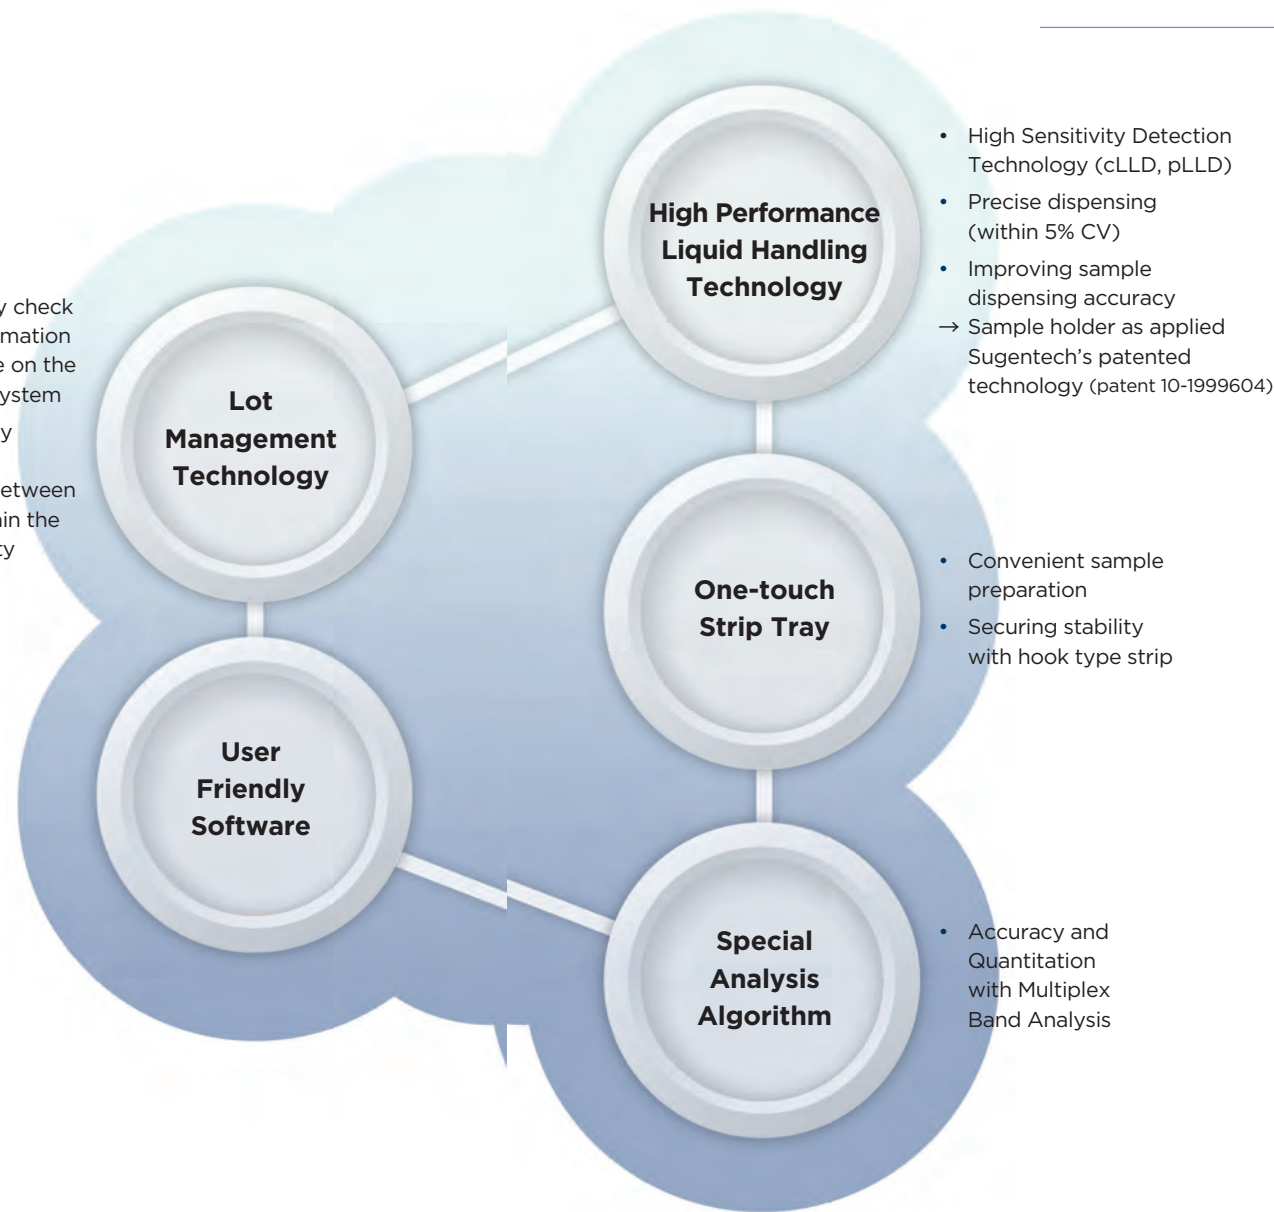 High Performance
Liquid Handling
Technology
• High Sensitivity Detection
Technology (cLLD, pLLD)
• Precise dispensing
(within 5% CV)
• Improving sample
dispensing accuracy
→ Sample holder as applied
Sugentech's patented
technology (patent 10-1999604)
y check
rmation
e on the
ystem
y
etween
in the
ty
Lot
Management
Technology
One-touch
Strip Tray
• Convenient sample
preparation
• Securing stability
with hook type strip
User
Friendly
Software
Special
Analysis
Algorithm
• Accuracy and
Quantitation
with Multiplex
Band Analysis